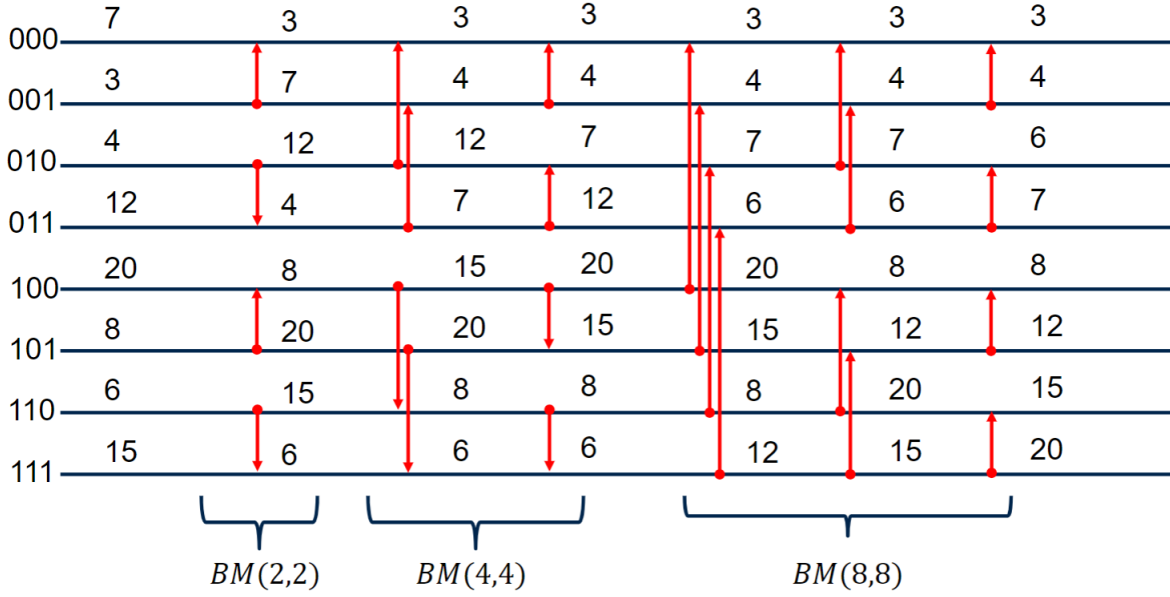 7 3 3 3 3 3 3
000
3 7 4 4 4 4 4
001
4 12 12 7 7 7 6
010
12 4 7 12 6 6 7
011
20 8 15 20 20 8 8
100
8 20 20 15 15 12 12
101
6 15 8 8 8 20 15
110
15 6 6 6 12 15 20
111
BM(2,2) BM(4,4) BM(8,8)